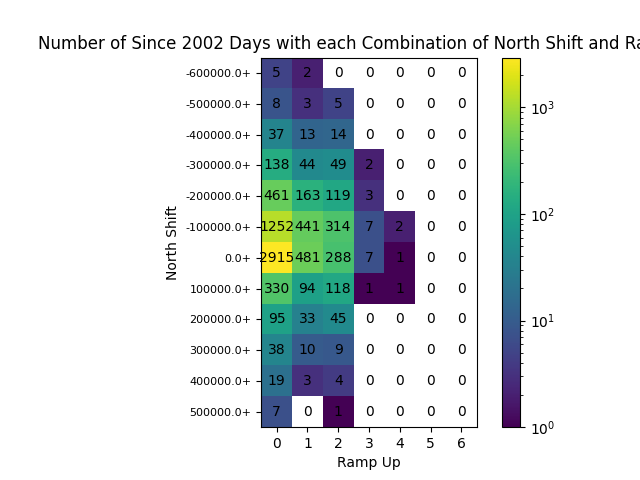 Number of Since 2002 Days with each Combination of North Shift and Ra
-600000.0+ 5 2 0 0 0 0 0
-500000.0+ 8 3 5 0 0 0 0
-400000.0+ 37 13 14 0 0 0 0
-300000.0+ 138 44 49 2 0 0 0
-200000.0+ 461 163 119 3 0 0 0
-100000.0+ 1252 441 314 7 2 0 0
0.0+ 2915 481 288 7 1 0 0
100000.0+ 330 94 118 1 1 0 0
200000.0+ 95 33 45 0 0 0 0
300000.0+ 38 10 9 0 0 0 0
400000.0+ 19 3 4 0 0 0 0
500000.0+ 7 0 1 0 0 0 0
0 1 2 3 4 5 6
Ramp Up
North Shift
10³
10²
10¹
10⁰